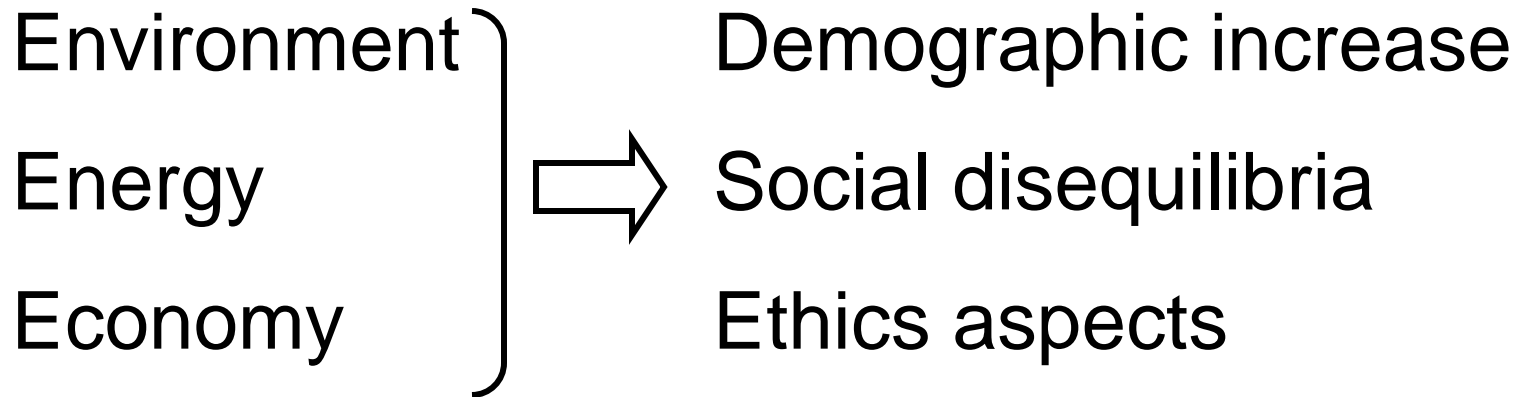 Environment
Energy
Economy
Demographic increase
Social disequilibria
Ethics aspects